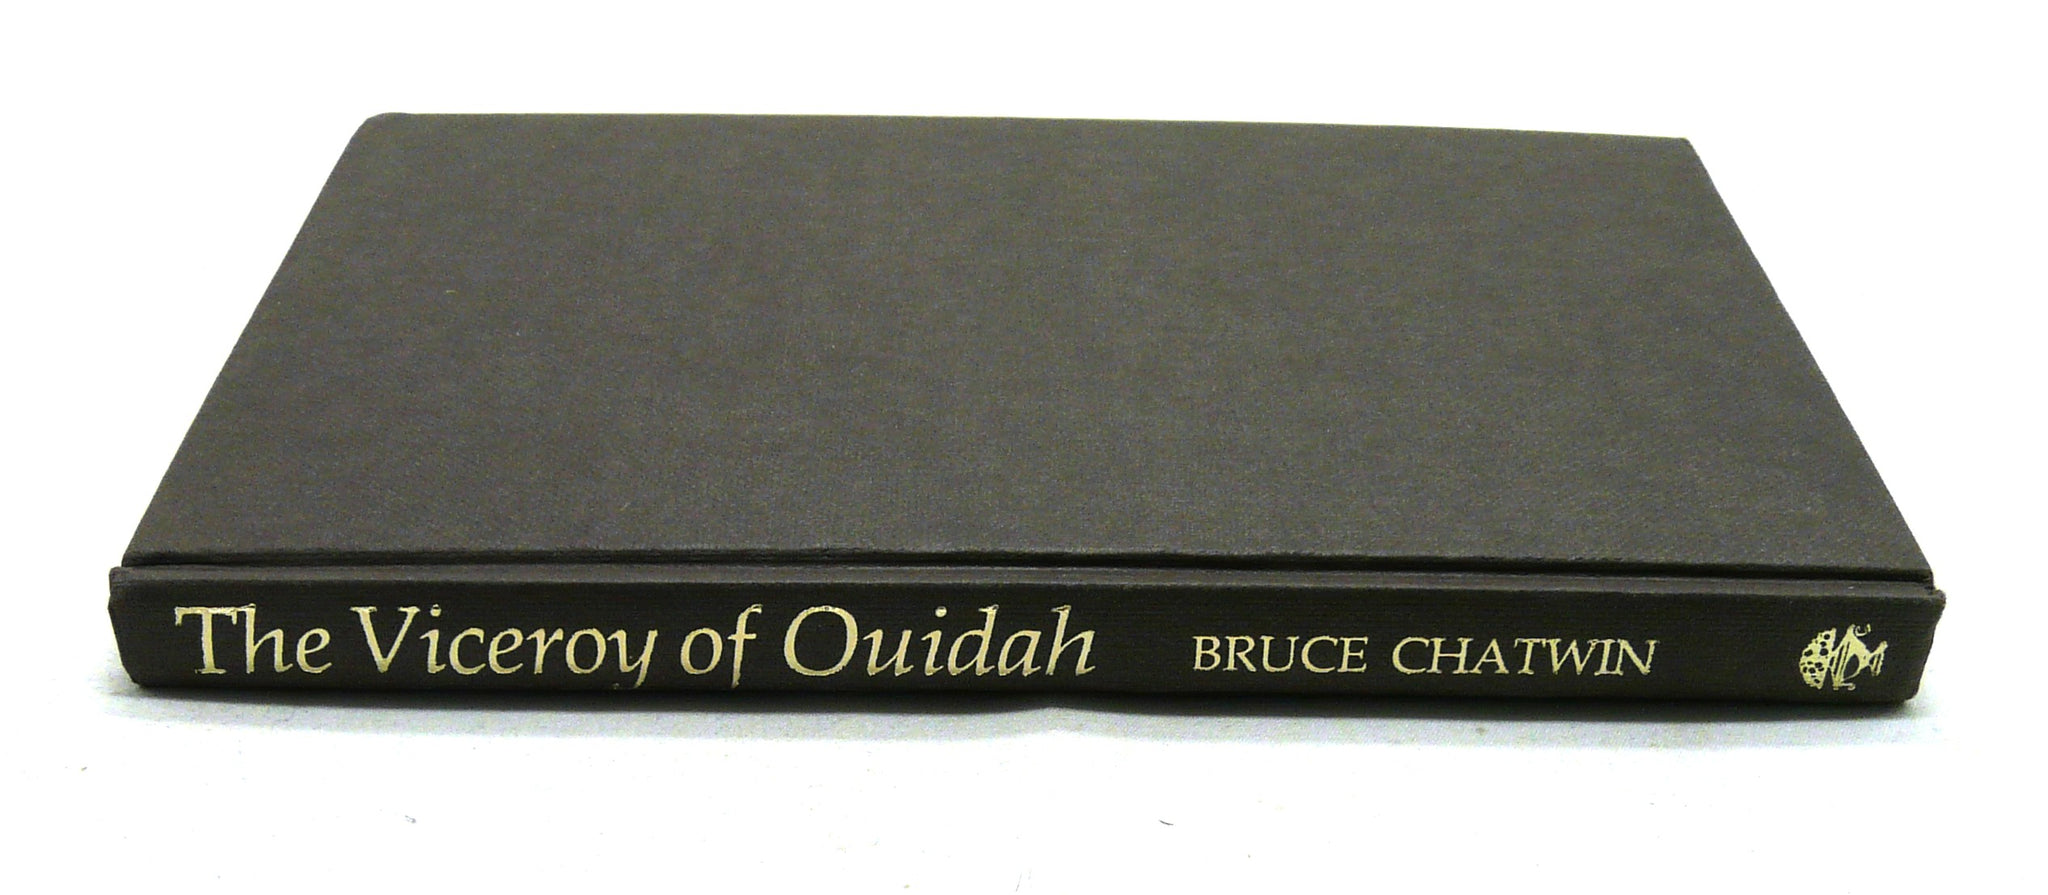 The Viceroy of Ouidah BRUCE CHATWIN